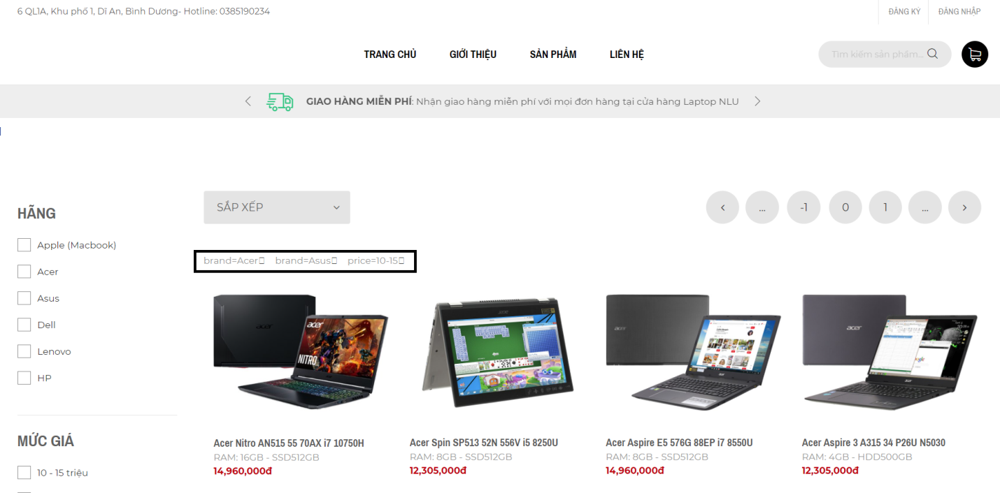 6 QL1A, Khu phố 1, Dĩ An, Bình Dương- Hotline: 0385190234
ĐĂNG KÝ
ĐĂNG NHẬP
TRANG CHỦ
GIỚI THIỆU
SẢN PHẨM
LIÊN HỆ
Tìm kiếm sản phẩm...
GIAO HÀNG MIỄN PHÍ: Nhận giao hàng miễn phí với mọi đơn hàng tại cửa hàng Laptop NLU
HÃNG
Apple (Macbook)
Acer
Asus
Dell
Lenovo
HP
MỨC GIÁ
10 - 15 triệu
SẮP XẾP
‹ ... -1 0 1 ... ›
brand=Acer brand=Asus price=10-15
acer
acer
NITRO
acer
acer
acer
Acer Nitro AN515 55 70AX i7 10750H
RAM: 16GB - SSD512GB
14,960,000đ
Acer Spin SP513 52N 556V i5 8250U
RAM: 8GB - SSD512GB
12,305,000đ
Acer Aspire E5 576G 88EP i7 8550U
RAM: 8GB - SSD512GB
14,960,000đ
Acer Aspire 3 A315 34 P26U N5030
RAM: 4GB - HDD500GB
12,305,000đ